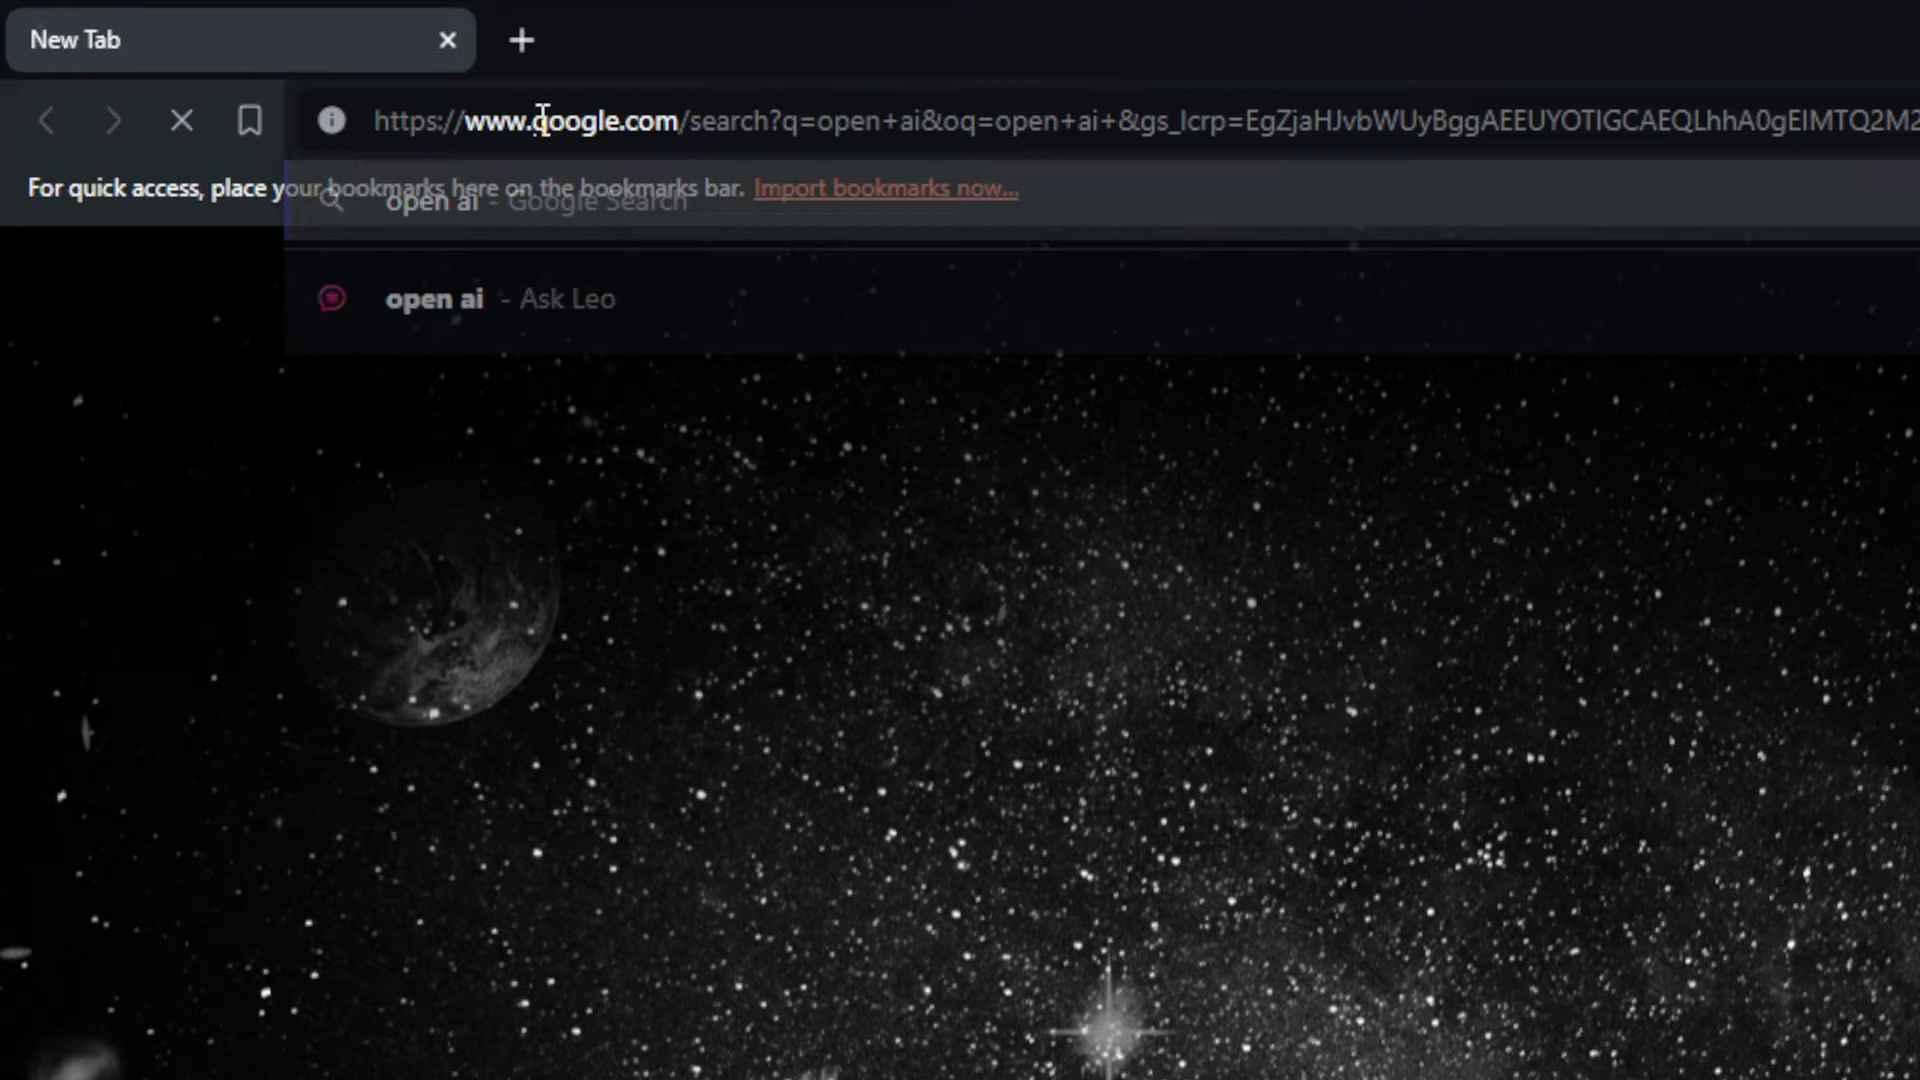 New Tab
https://www.google.com/search?q=open+ai&oq=open+ai+&gs_lcrp=EgZjaHJvbWUyBggAEEUYOTIGCAEQLhhA0gEIMTQ2M2
For quick access, place your bookmarks here on the bookmarks bar. Import bookmarks now...
open ai - Google Search
open ai - Ask Leo